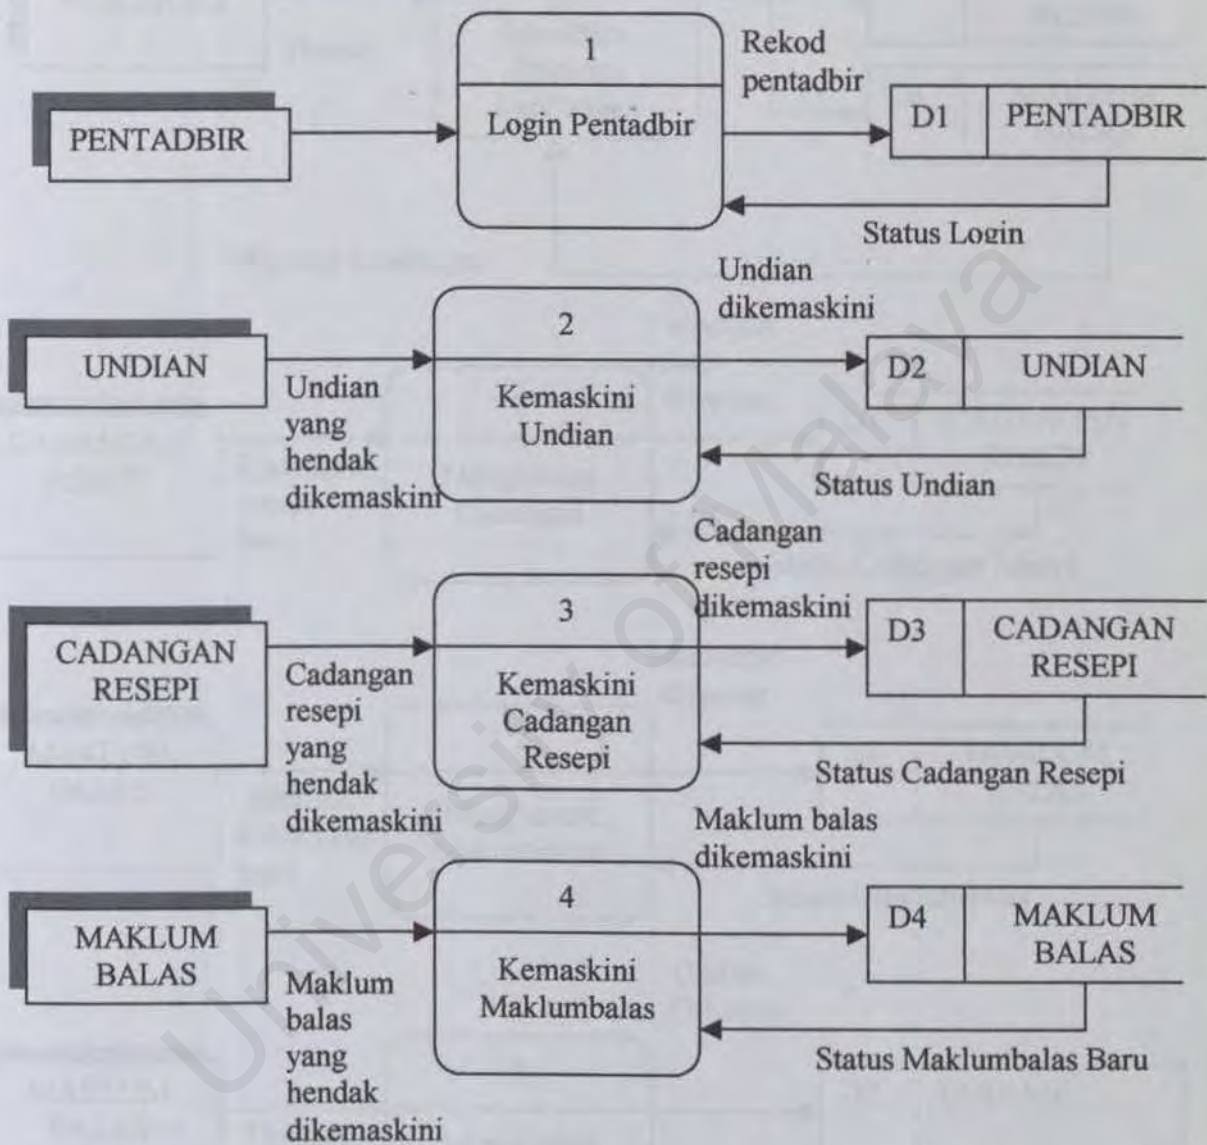 1
Rekod
pentadbir
PENTADBIR
Login Pentadbir
D1
PENTADBIR
Status Login
Undian
dikemaskini
2
UNDIAN
D2
UNDIAN
Undian
yang
hendak
dikemaskini
Kemaskini
Undian
Status Undian
Cadangan
resepi
dikemaskini
3
CADANGAN
RESEPI
D3
CADANGAN
RESEPI
Cadangan
resepi
yang
hendak
dikemaskini
Kemaskini
Cadangan
Resepi
Status Cadangan Resepi
Maklum balas
dikemaskini
4
MAKLUM
BALAS
D4
MAKLUM
BALAS
Maklum
balas
yang
hendak
dikemaskini
Kemaskini
Maklumbalas
Status Maklumbalas Baru
University of Malaya